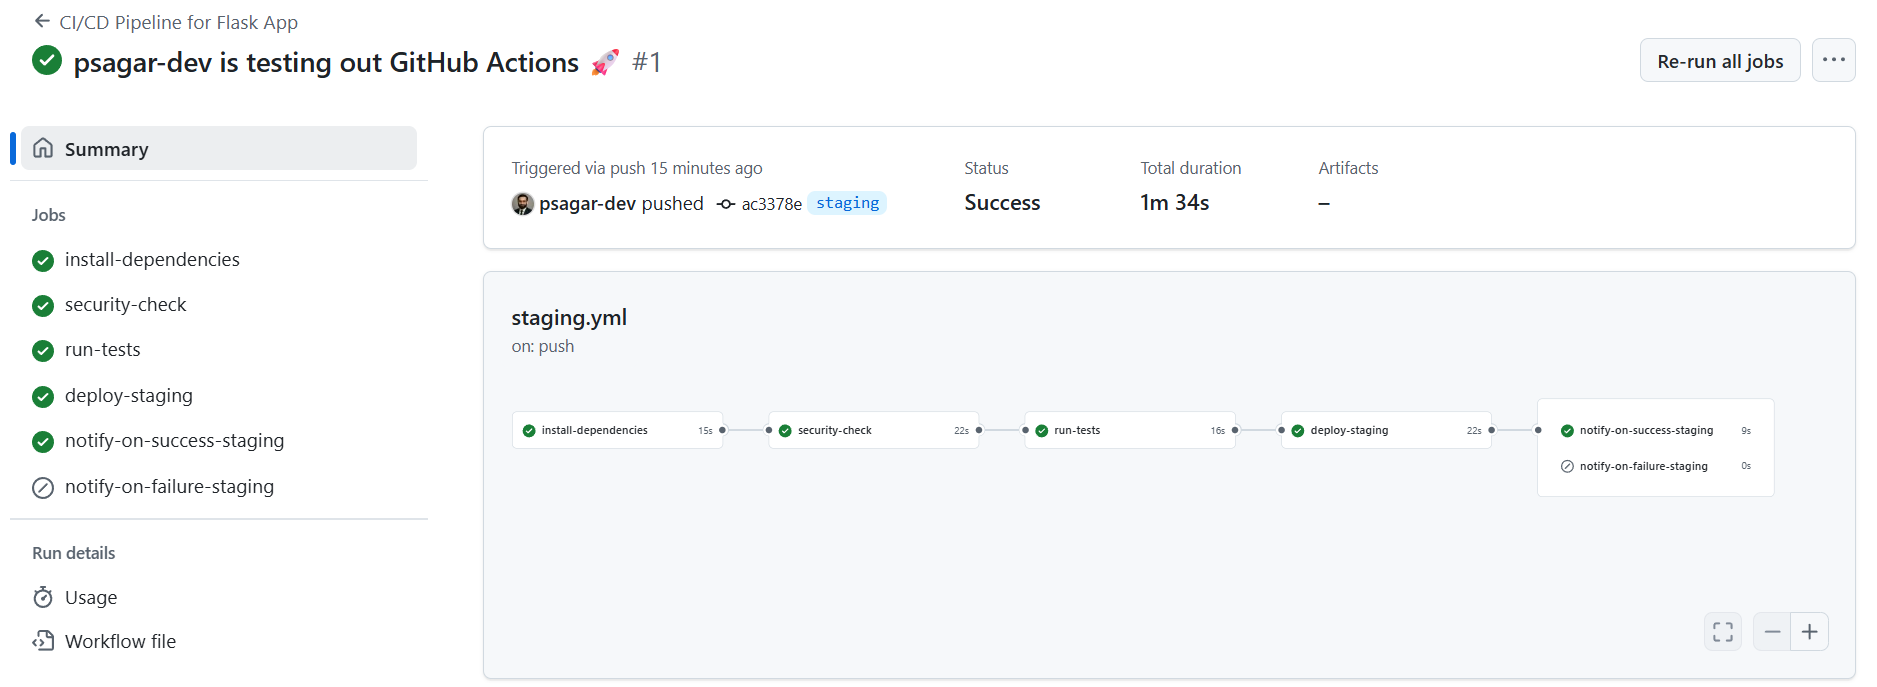 CI/CD Pipeline for Flask App
psagar-dev is testing out GitHub Actions 🚀 #1
Re-run all jobs
Summary
Jobs
install-dependencies
security-check
run-tests
deploy-staging
notify-on-success-staging
notify-on-failure-staging
Run details
Usage
Workflow file
Triggered via push 15 minutes ago
psagar-dev pushed ac3378e staging
Status
Success
Total duration
1m 34s
Artifacts
–
staging.yml
on: push
install-dependencies 15s
security-check 22s
run-tests 16s
deploy-staging 22s
notify-on-success-staging 9s
notify-on-failure-staging 0s